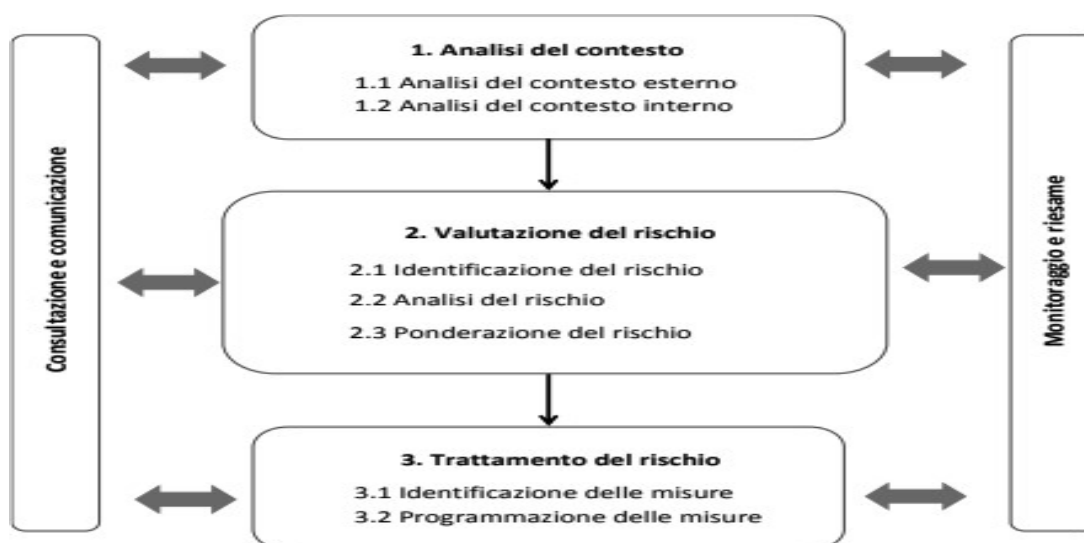 Consultazione e comunicazione
1. Analisi del contesto
1.1 Analisi del contesto esterno
1.2 Analisi del contesto interno
2. Valutazione del rischio
2.1 Identificazione del rischio
2.2 Analisi del rischio
2.3 Ponderazione del rischio
3. Trattamento del rischio
3.1 Identificazione delle misure
3.2 Programmazione delle misure
Monitoraggio e riesame